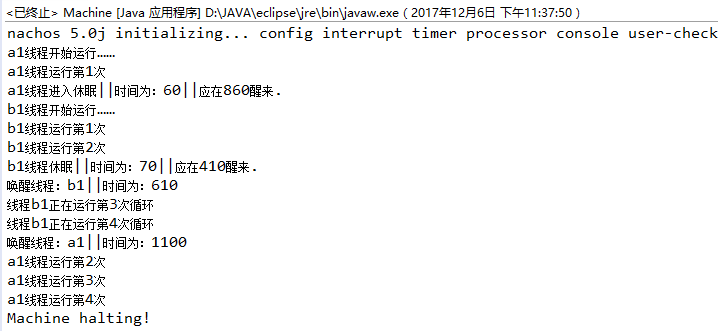 <已终止> Machine [Java 应用程序] D:\JAVA\eclipse\jre\bin\javaw.exe ( 2017年12月6日 下午11:37:50 )
nachos 5.0j initializing... config interrupt timer processor console user-check
a1线程开始运行……
a1线程运行第1次
a1线程进入休眠||时间为: 60||应在860醒来.
b1线程开始运行……
b1线程运行第1次
b1线程运行第2次
b1线程休眠||时间为: 70||应在410醒来.
唤醒线程: b1||时间为: 610
线程b1正在运行第3次循环
线程b1正在运行第4次循环
唤醒线程: a1||时间为: 1100
a1线程运行第2次
a1线程运行第3次
a1线程运行第4次
Machine halting!